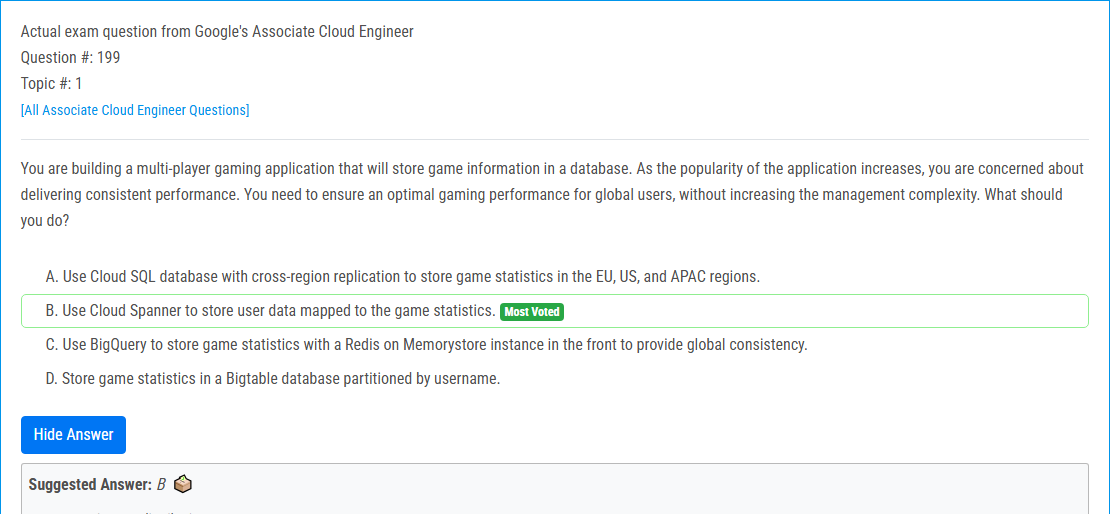 Actual exam question from Google's Associate Cloud Engineer
Question #: 199
Topic #: 1
[All Associate Cloud Engineer Questions]
You are building a multi-player gaming application that will store game information in a database. As the popularity of the application increases, you are concerned about
delivering consistent performance. You need to ensure an optimal gaming performance for global users, without increasing the management complexity. What should
you do?
A. Use Cloud SQL database with cross-region replication to store game statistics in the EU, US, and APAC regions.
B. Use Cloud Spanner to store user data mapped to the game statistics. Most Voted
C. Use BigQuery to store game statistics with a Redis on Memorystore instance in the front to provide global consistency.
D. Store game statistics in a Bigtable database partitioned by username.
Hide Answer
Suggested Answer: B